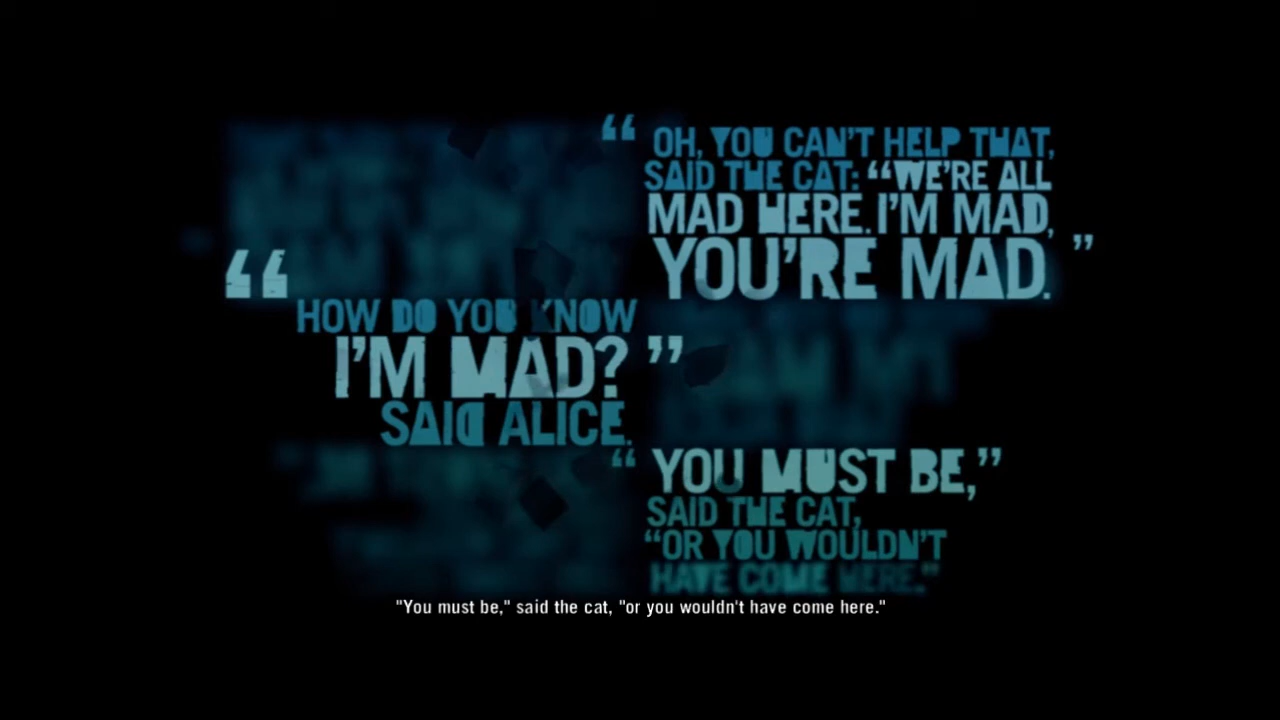 “ OH, YOU CAN’T HELP THAT,
SAID THE CAT: “WE’RE ALL
MAD HERE. I’M MAD,
YOU’RE MAD. ”
“ HOW DO YOU KNOW
I’M MAD? ”
SAID ALICE.
“ YOU MUST BE,”
SAID THE CAT,
“OR YOU WOULDN’T
HAVE COME HERE.”
"You must be," said the cat, "or you wouldn't have come here."